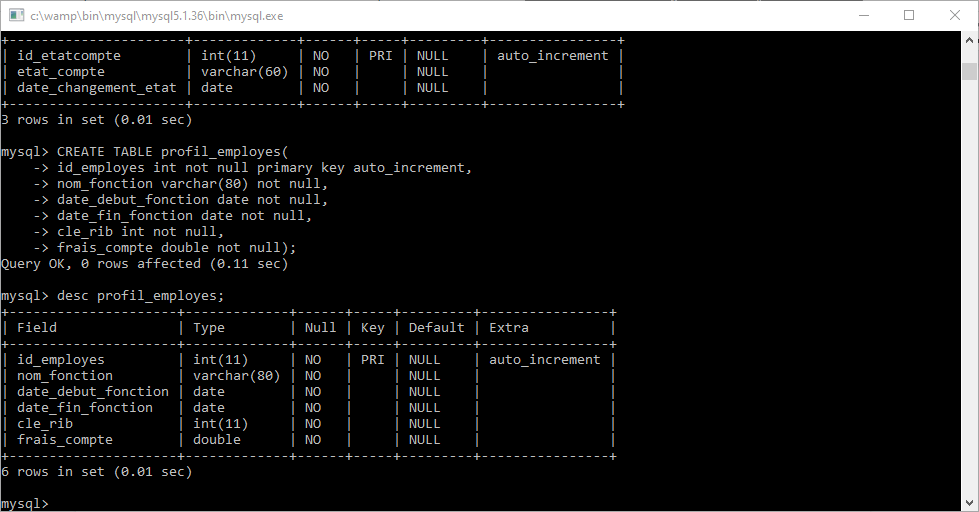 c:\wamp\bin\mysql\mysql5.1.36\bin\mysql.exe
+----------------------+-------------+------+-----+---------+----------------+
| id_etatcompte        | int(11)     | NO   | PRI | NULL    | auto_increment |
| etat_compte          | varchar(60) | NO   |     | NULL    |                |
| date_changement_etat | date        | NO   |     | NULL    |                |
+----------------------+-------------+------+-----+---------+----------------+
3 rows in set (0.01 sec)
mysql> CREATE TABLE profil_employes(
    -> id_employes int not null primary key auto_increment,
    -> nom_fonction varchar(80) not null,
    -> date_debut_fonction date not null,
    -> date_fin_fonction date not null,
    -> cle_rib int not null,
    -> frais_compte double not null);
Query OK, 0 rows affected (0.11 sec)
mysql> desc profil_employes;
+---------------------+-------------+------+-----+---------+----------------+
| Field               | Type        | Null | Key | Default | Extra          |
+---------------------+-------------+------+-----+---------+----------------+
| id_employes         | int(11)     | NO   | PRI | NULL    | auto_increment |
| nom_fonction        | varchar(80) | NO   |     | NULL    |                |
| date_debut_fonction | date        | NO   |     | NULL    |                |
| date_fin_fonction   | date        | NO   |     | NULL    |                |
| cle_rib             | int(11)     | NO   |     | NULL    |                |
| frais_compte        | double      | NO   |     | NULL    |                |
+---------------------+-------------+------+-----+---------+----------------+
6 rows in set (0.01 sec)
mysql>